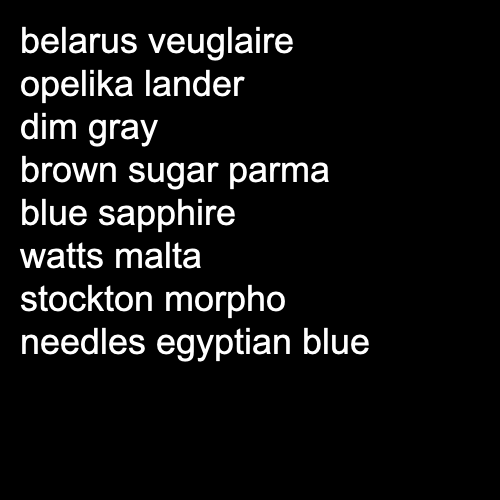 belarus veuglaire
opelika lander
dim gray
brown sugar parma
blue sapphire
watts malta
stockton morpho
needles egyptian blue